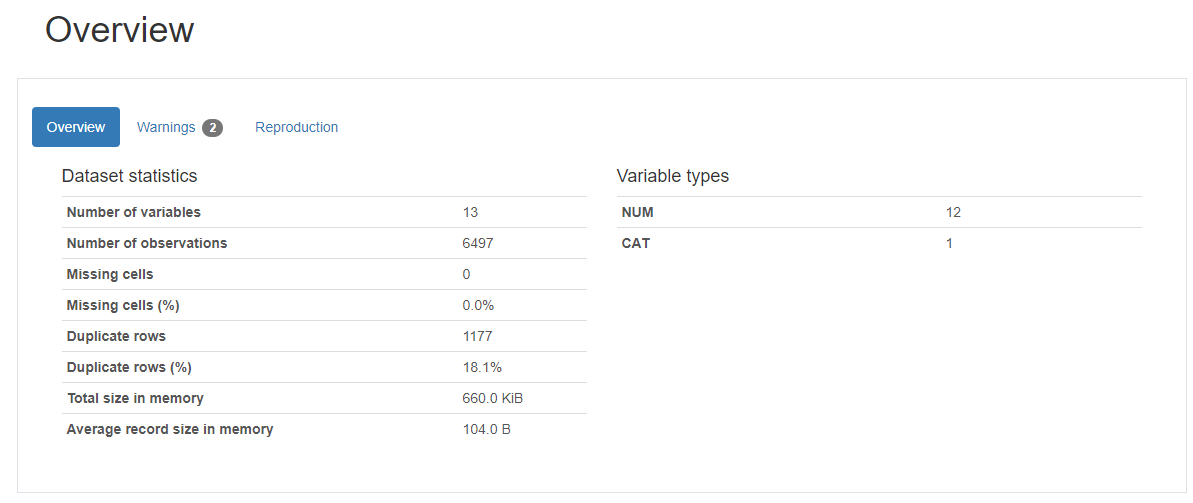 Overview
Overview Warnings 2 Reproduction
Dataset statistics
Number of variables 13
Number of observations 6497
Missing cells 0
Missing cells (%) 0.0%
Duplicate rows 1177
Duplicate rows (%) 18.1%
Total size in memory 660.0 KiB
Average record size in memory 104.0 B
Variable types
NUM 12
CAT 1